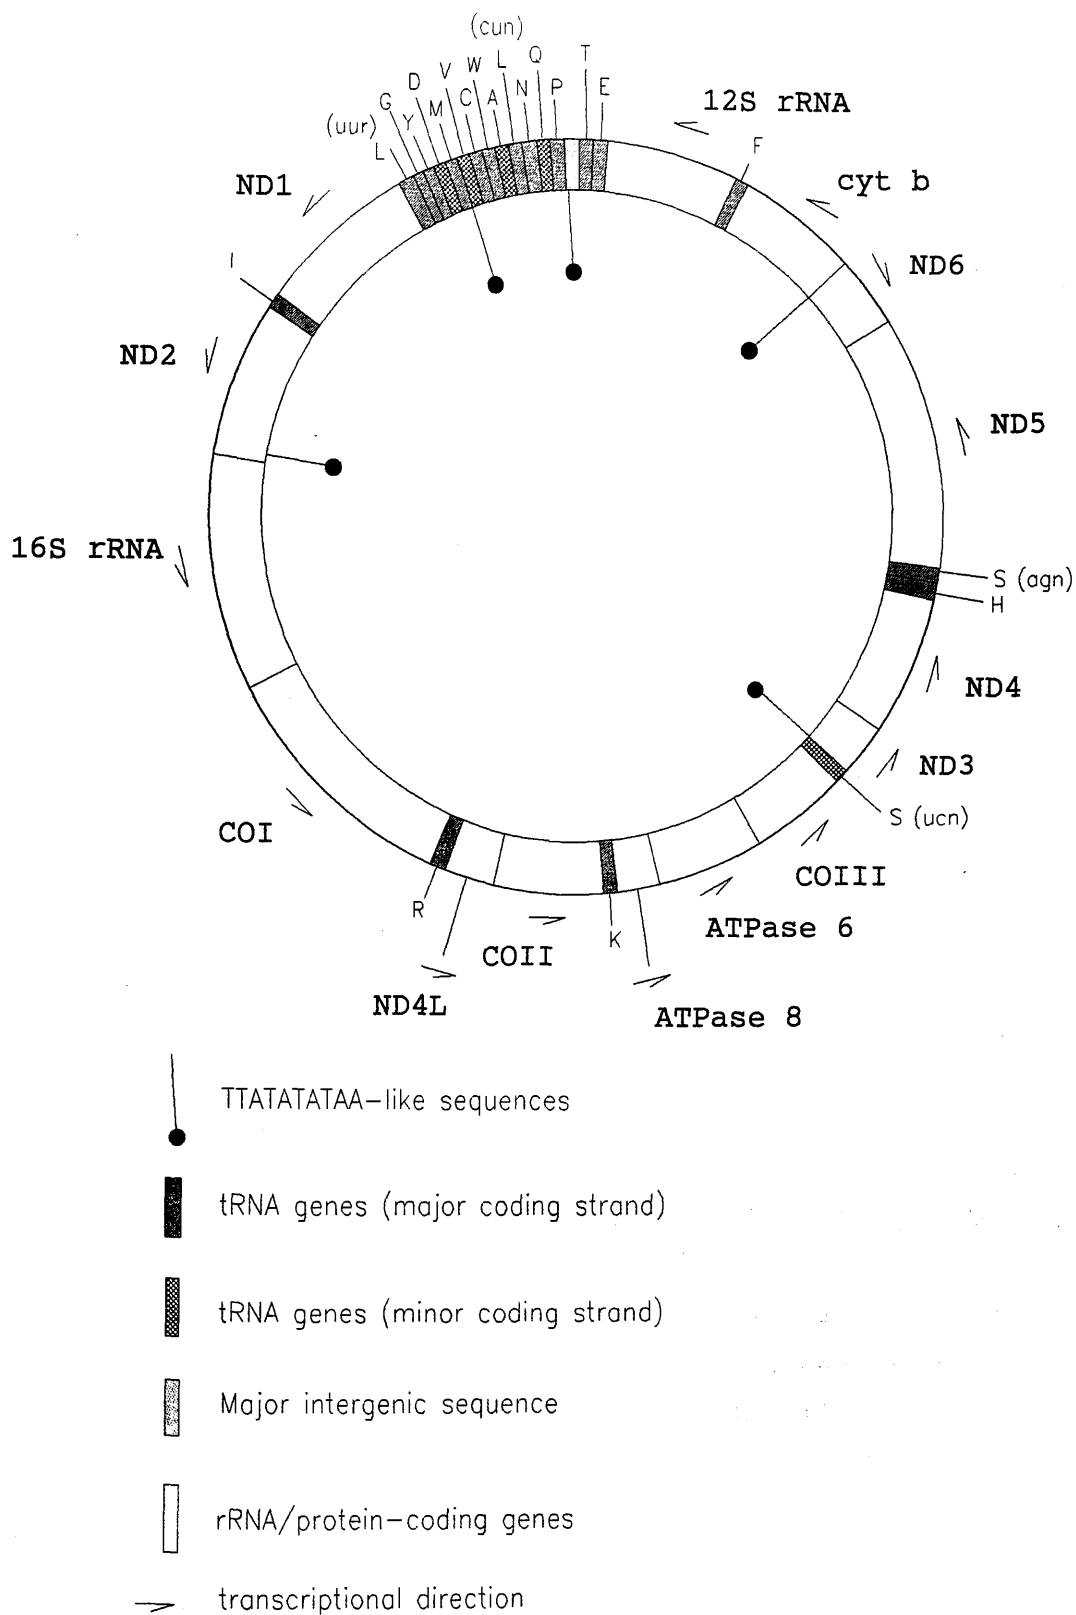 (cun)
Q
T
L
W
V
D
G
E
P
N
A
C
M
Y
(uur)
L
12S rRNA
F
cyt b
ND1
ND6
I
ND2
ND5
16S rRNA
S (agn)
H
ND4
ND3
S (ucn)
COI
COIII
R
K
ATPase 6
COII
ND4L
ATPase 8
TTATATATAA-like sequences
tRNA genes (major coding strand)
tRNA genes (minor coding strand)
Major intergenic sequence
rRNA/protein-coding genes
transcriptional direction